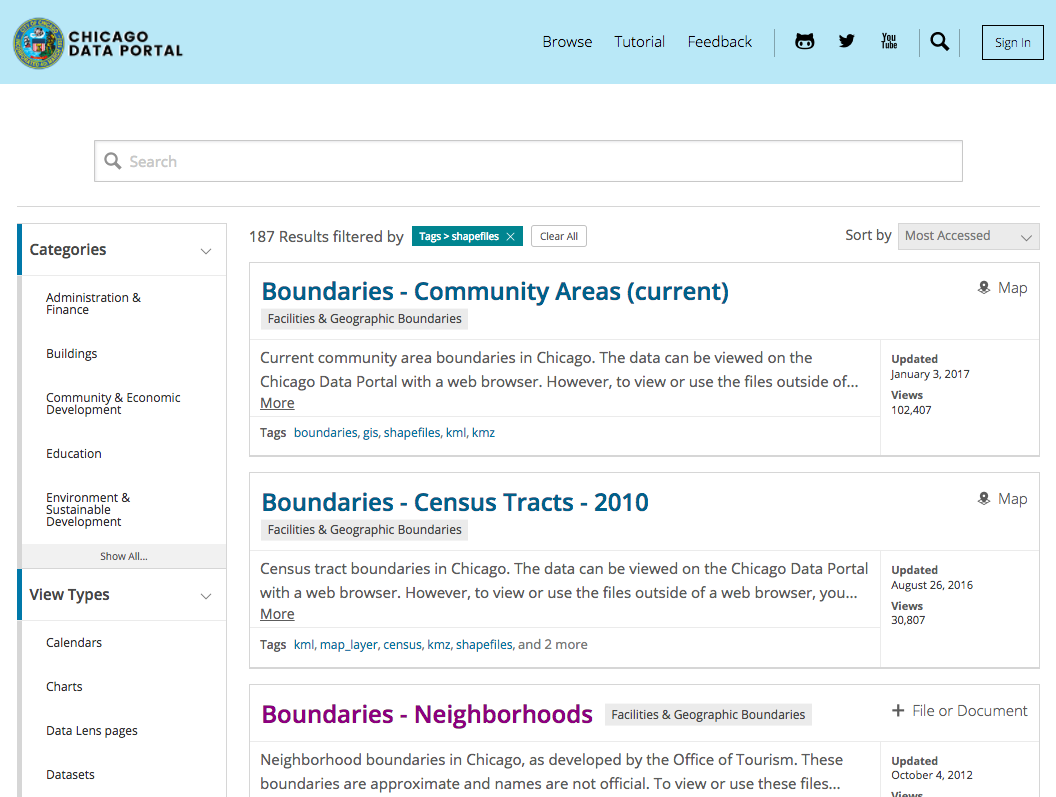 CHICAGO
DATA PORTAL
Browse
Tutorial
Feedback
You
Tube
Sign In
Search
Categories
Administration &
Finance
Buildings
Community & Economic
Development
Education
Environment &
Sustainable
Development
Show All...
View Types
Calendars
Charts
Data Lens pages
Datasets
187 Results filtered by
Tags > shapefiles
Clear All
Sort by
Most Accessed
Boundaries - Community Areas (current)
Map
Facilities & Geographic Boundaries
Current community area boundaries in Chicago. The data can be viewed on the
Chicago Data Portal with a web browser. However, to view or use the files outside of...
More
Tags boundaries, gis, shapefiles, kml, kmz
Updated
January 3, 2017
Views
102,407
Boundaries - Census Tracts - 2010
Map
Facilities & Geographic Boundaries
Census tract boundaries in Chicago. The data can be viewed on the Chicago Data Portal
with a web browser. However, to view or use the files outside of a web browser, you...
More
Tags kml, map_layer, census, kmz, shapefiles, and 2 more
Updated
August 26, 2016
Views
30,807
Boundaries - Neighborhoods
Facilities & Geographic Boundaries
+ File or Document
Neighborhood boundaries in Chicago, as developed by the Office of Tourism. These
boundaries are approximate and names are not official. To view or use these files...
Updated
October 4, 2012
Views